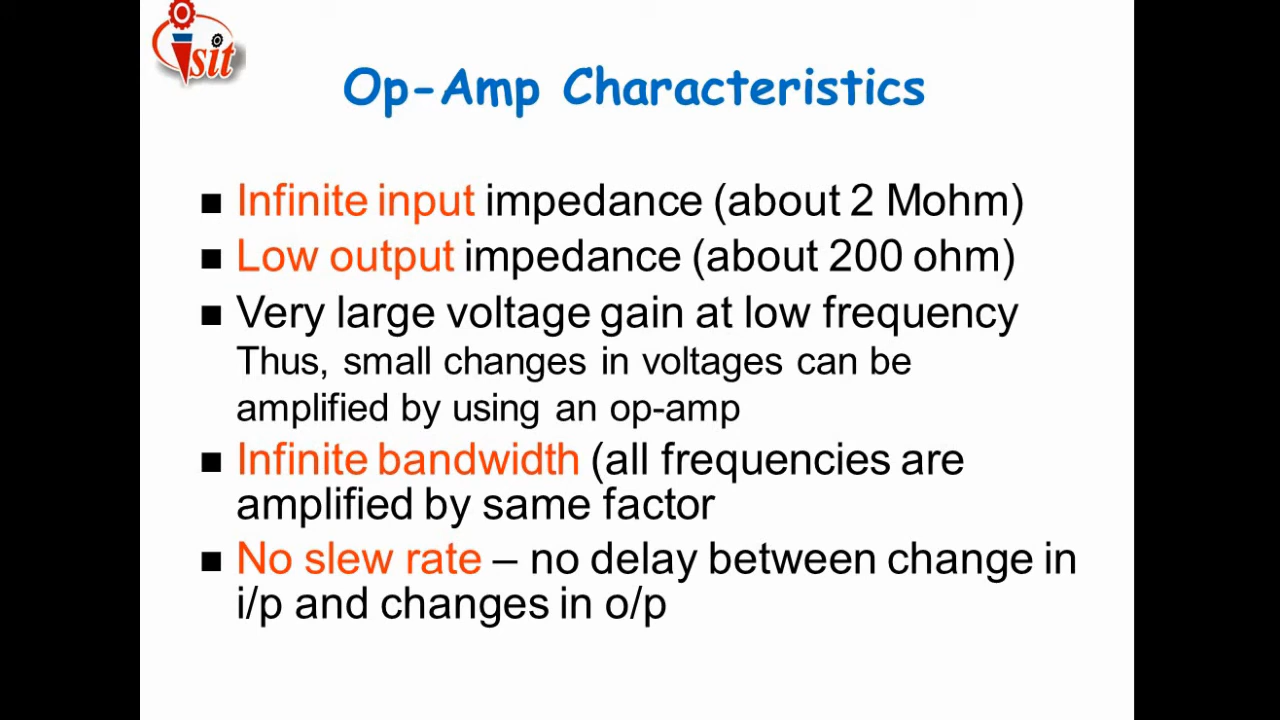 isit
Op-Amp Characteristics
■ Infinite input impedance (about 2 Mohm)
■ Low output impedance (about 200 ohm)
■ Very large voltage gain at low frequency
Thus, small changes in voltages can be
amplified by using an op-amp
■ Infinite bandwidth (all frequencies are
amplified by same factor
■ No slew rate – no delay between change in
i/p and changes in o/p